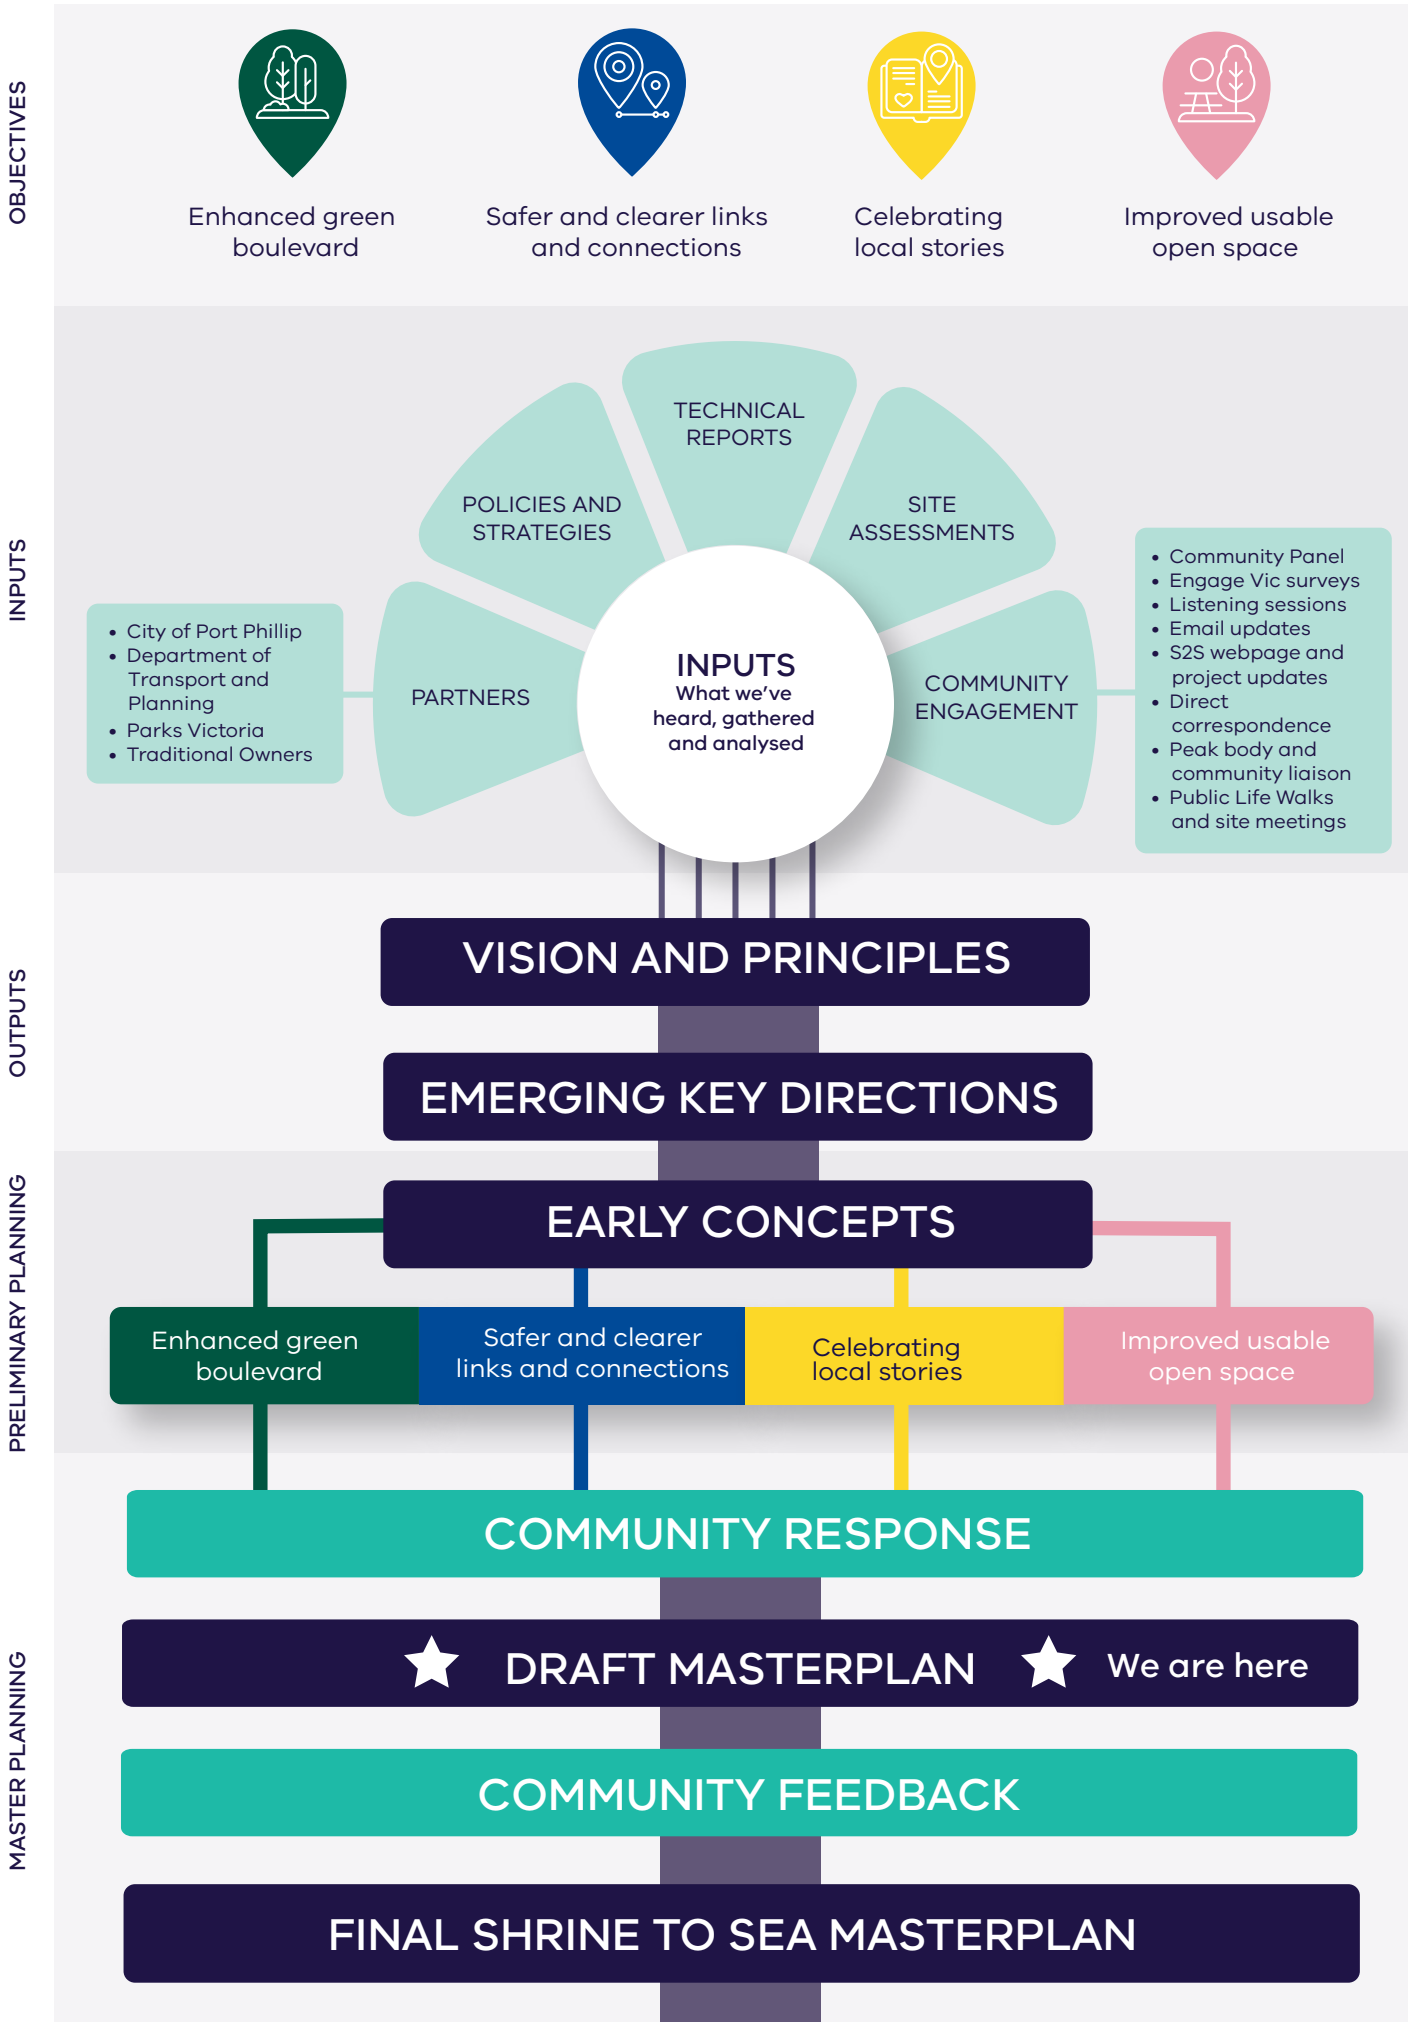 OBJECTIVES
Enhanced green
boulevard
Safer and clearer links
and connections
Celebrating
local stories
Improved usable
open space
INPUTS
TECHNICAL
REPORTS
POLICIES AND
STRATEGIES
SITE
ASSESSMENTS
PARTNERS
• City of Port Phillip
• Department of
Transport and
Planning
• Parks Victoria
• Traditional Owners
INPUTS
What we've
heard, gathered
and analysed
COMMUNITY
ENGAGEMENT
• Community Panel
• Engage Vic surveys
• Listening sessions
• Email updates
• S2S webpage and
project updates
• Direct
correspondence
• Peak body and
community liaison
• Public Life Walks
and site meetings
OUTPUTS
VISION AND PRINCIPLES
EMERGING KEY DIRECTIONS
PRELIMINARY PLANNING
EARLY CONCEPTS
Enhanced green
boulevard
Safer and clearer
links and connections
Celebrating
local stories
Improved usable
open space
MASTER PLANNING
COMMUNITY RESPONSE
DRAFT MASTERPLAN
We are here
COMMUNITY FEEDBACK
FINAL SHRINE TO SEA MASTERPLAN